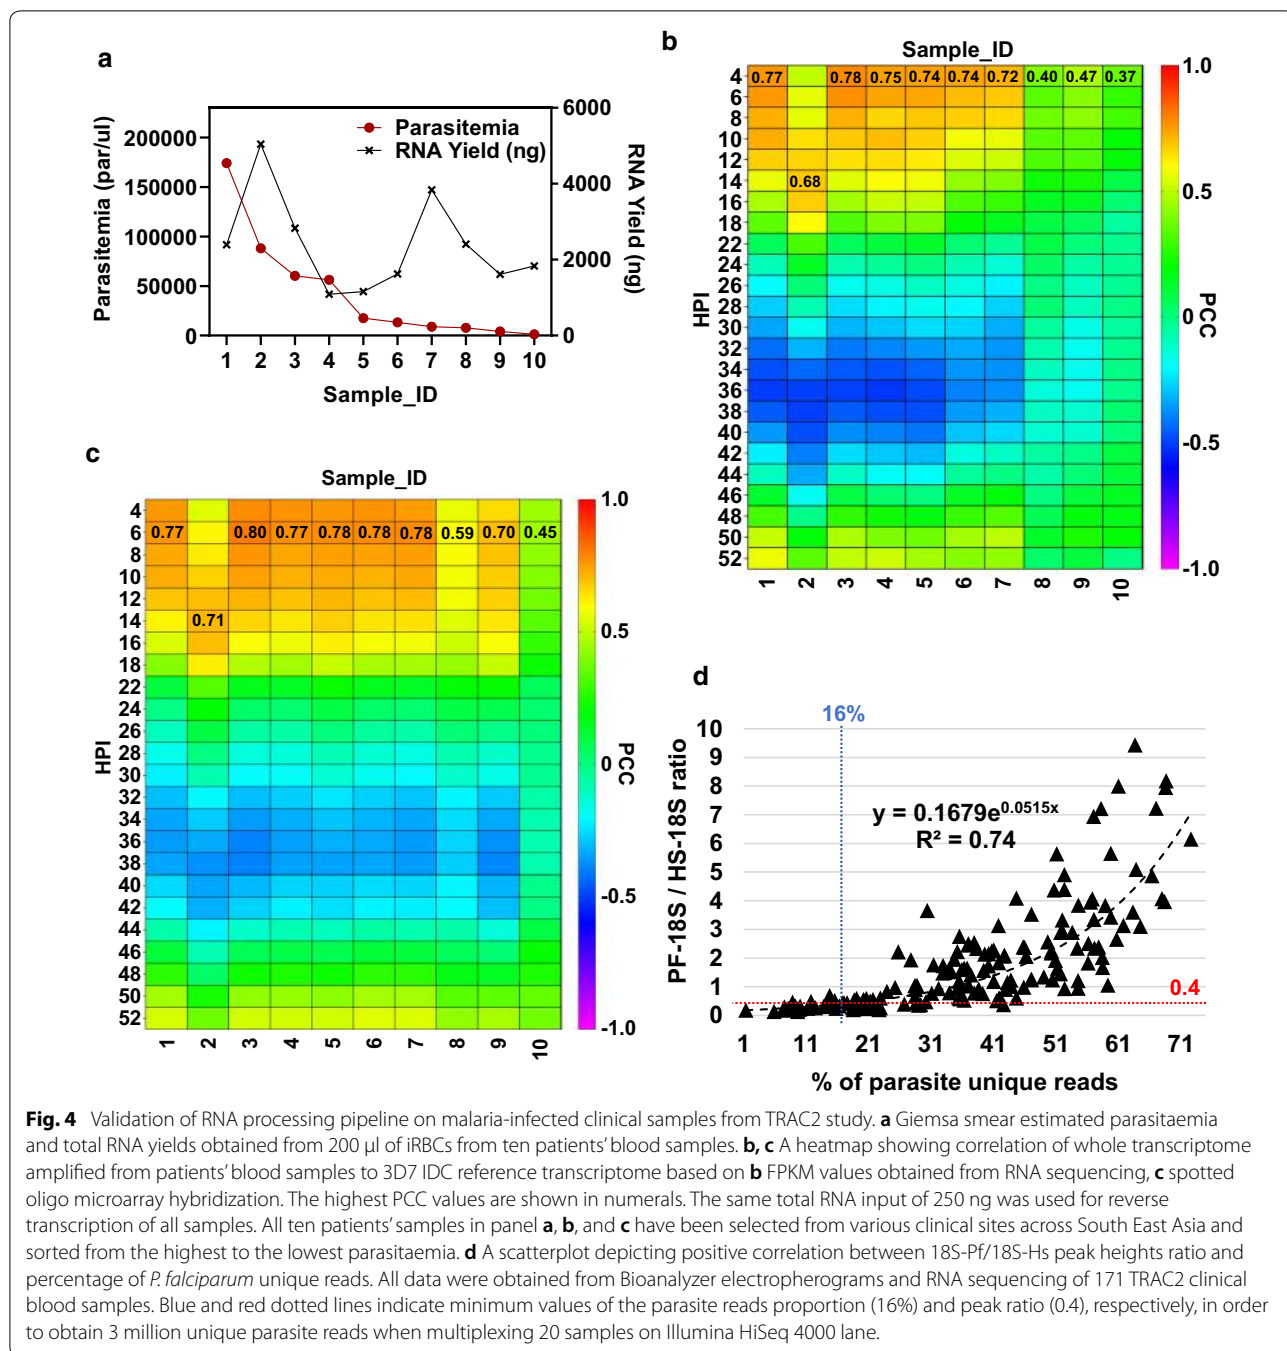 a
Parasitemia (par/ul)
200000
150000
100000
50000
0
Parasitemia
RNA Yield (ng)
6000
4000
2000
0
RNA Yield (ng)
1 2 3 4 5 6 7 8 9 10
Sample_ID
b
Sample_ID
HPI
4
6
8
10
12
14
16
18
22
24
26
28
30
32
34
36
38
40
42
44
46
48
50
52
0.77 0.78 0.75 0.74 0.74 0.72 0.40 0.47 0.37
0.68
1 2 3 4 5 6 7 8 9 10
1.0
0.5
0
-0.5
-1.0
PCC
c
Sample_ID
HPI
4
6
8
10
12
14
16
18
22
24
26
28
30
32
34
36
38
40
42
44
46
48
50
52
0.77 0.80 0.77 0.78 0.78 0.78 0.59 0.70 0.45
0.71
1 2 3 4 5 6 7 8 9 10
1.0
0.5
0
-0.5
-1.0
PCC
d
16%
PF-18S / HS-18S ratio
10
9
8
7
6
5
4
3
2
1
0
y = 0.1679e^0.0515x
R² = 0.74
0.4
1 11 21 31 41 51 61 71
% of parasite unique reads
Fig. 4 Validation of RNA processing pipeline on malaria-infected clinical samples from TRAC2 study. a Giemsa smear estimated parasitaemia
and total RNA yields obtained from 200 µl of iRBCs from ten patients' blood samples. b, c A heatmap showing correlation of whole transcriptome
amplified from patients' blood samples to 3D7 IDC reference transcriptome based on b FPKM values obtained from RNA sequencing, c spotted
oligo microarray hybridization. The highest PCC values are shown in numerals. The same total RNA input of 250 ng was used for reverse
transcription of all samples. All ten patients' samples in panel a, b, and c have been selected from various clinical sites across South East Asia and
sorted from the highest to the lowest parasitaemia. d A scatterplot depicting positive correlation between 18S-Pf/18S-Hs peak heights ratio and
percentage of P. falciparum unique reads. All data were obtained from Bioanalyzer electropherograms and RNA sequencing of 171 TRAC2 clinical
blood samples. Blue and red dotted lines indicate minimum values of the parasite reads proportion (16%) and peak ratio (0.4), respectively, in order
to obtain 3 million unique parasite reads when multiplexing 20 samples on Illumina HiSeq 4000 lane.